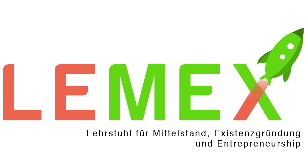 LEMEX
Lehrstuhl für Mittelstand, Existenzgründung
und Entrepreneurship